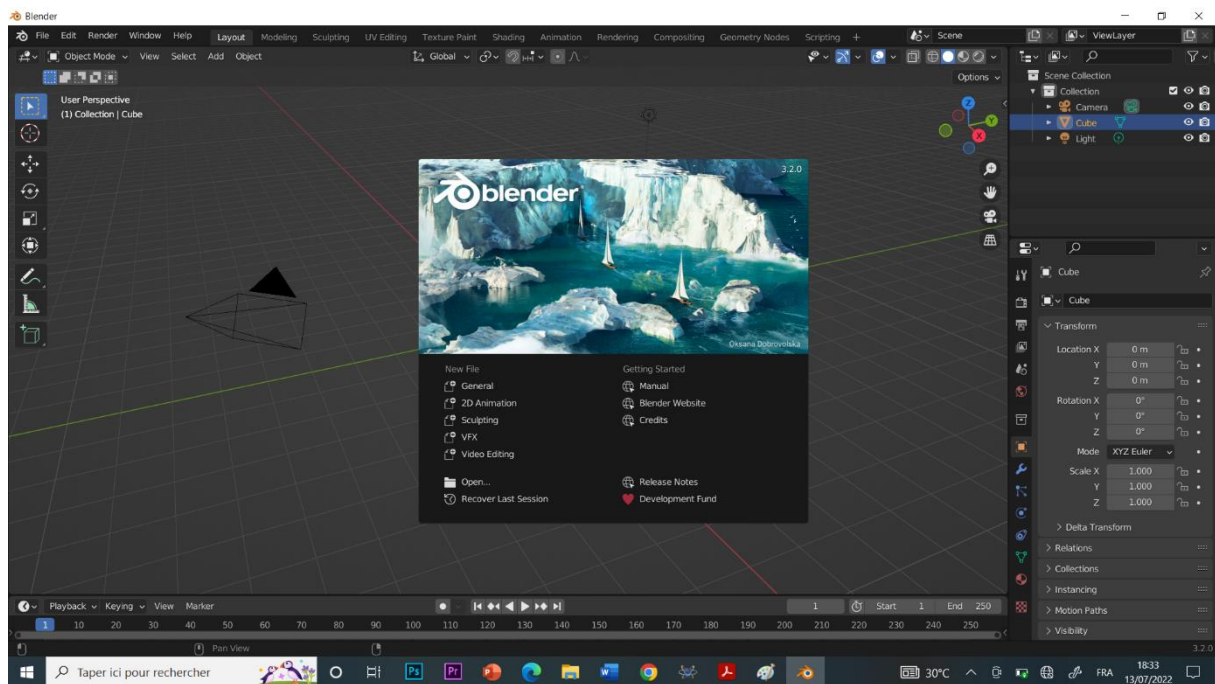 Blender
File Edit Render Window Help Layout Modeling Sculpting UV Editing Texture Paint Shading Animation Rendering Compositing Geometry Nodes Scripting + Scene ViewLayer
Object Mode View Select Add Object Global
Options
User Perspective
(1) Collection | Cube
Z
Y
X
Scene Collection
Collection
Camera
Cube
Light
3.2.0
blender
Oksana Dobrovolska
New File Getting Started
General Manual
2D Animation Blender Website
Sculpting Credits
VFX
Video Editing
Open... Release Notes
Recover Last Session Development Fund
Cube
Cube
Transform
Location X 0 m
Y 0 m
Z 0 m
Rotation X 0°
Y 0°
Z 0°
Mode XYZ Euler
Scale X 1.000
Y 1.000
Z 1.000
Delta Transform
Relations
Collections
Instancing
Motion Paths
Visibility
Playback Keying View Marker 1 Start 1 End 250
1 10 20 30 40 50 60 70 80 90 100 110 120 130 140 150 160 170 180 190 200 210 220 230 240 250
Pan View 3.2.0
Taper ici pour rechercher Ps Pr 30°C FRA 18:33
13/07/2022